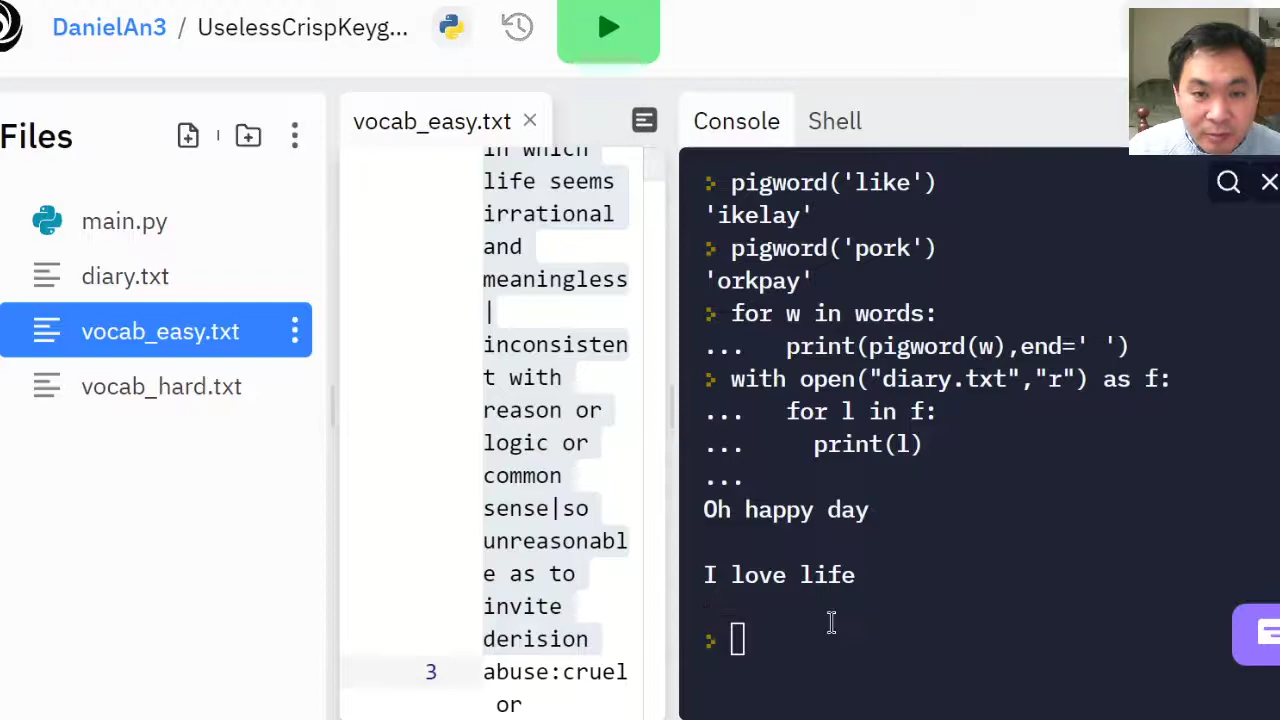 DanielAn3 / UselessCrispKeyg...
Files
main.py
diary.txt
vocab_easy.txt
vocab_hard.txt
vocab_easy.txt
in which
life seems
irrational
and
meaningless
|
inconsisten
t with
reason or
logic or
common
sense|so
unreasonabl
e as to
invite
derision
3 abuse:cruel
or
Console Shell
pigword('like')
'ikelay'
pigword('pork')
'orkpay'
for w in words:
... print(pigword(w),end=' ')
with open("diary.txt","r") as f:
... for l in f:
... print(l)
...
Oh happy day
I love life